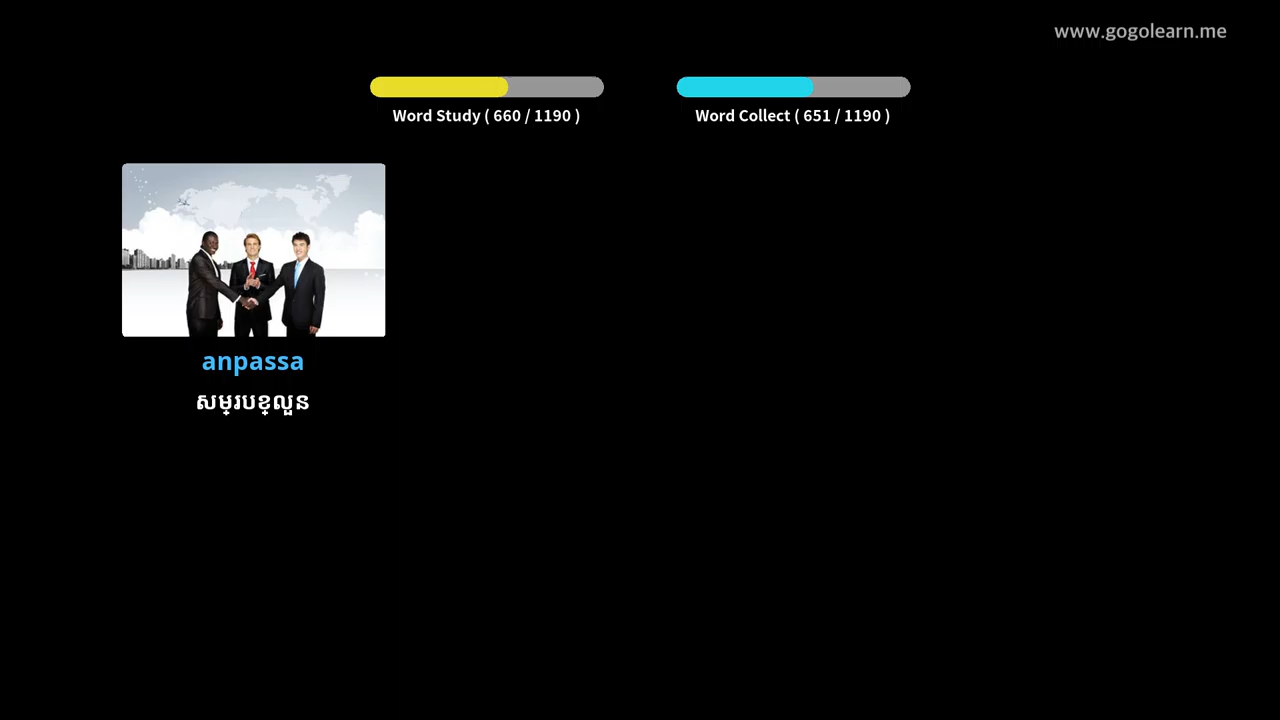 www.gogolearn.me
Word Study ( 660 / 1190 )
Word Collect ( 651 / 1190 )
anpassa
សម្របខ្លួន